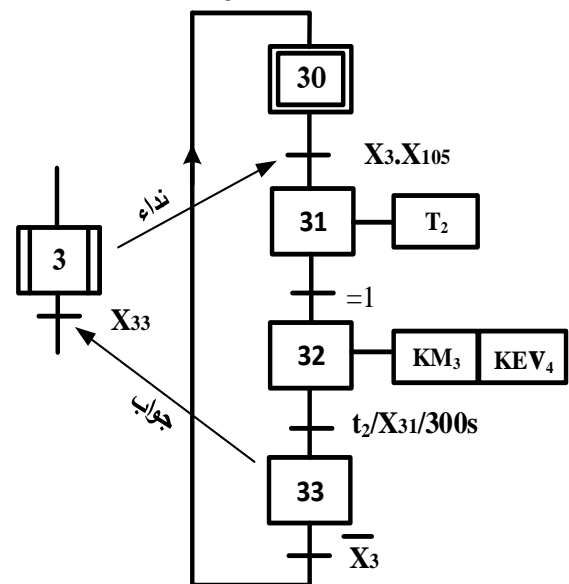 30
X₃.X₁₀₅
نداء
31
T₂
3
=1
X₃₃
32
KM₃ KEV₄
جواب
t₂/X₃₁/300s
33
X̅₃